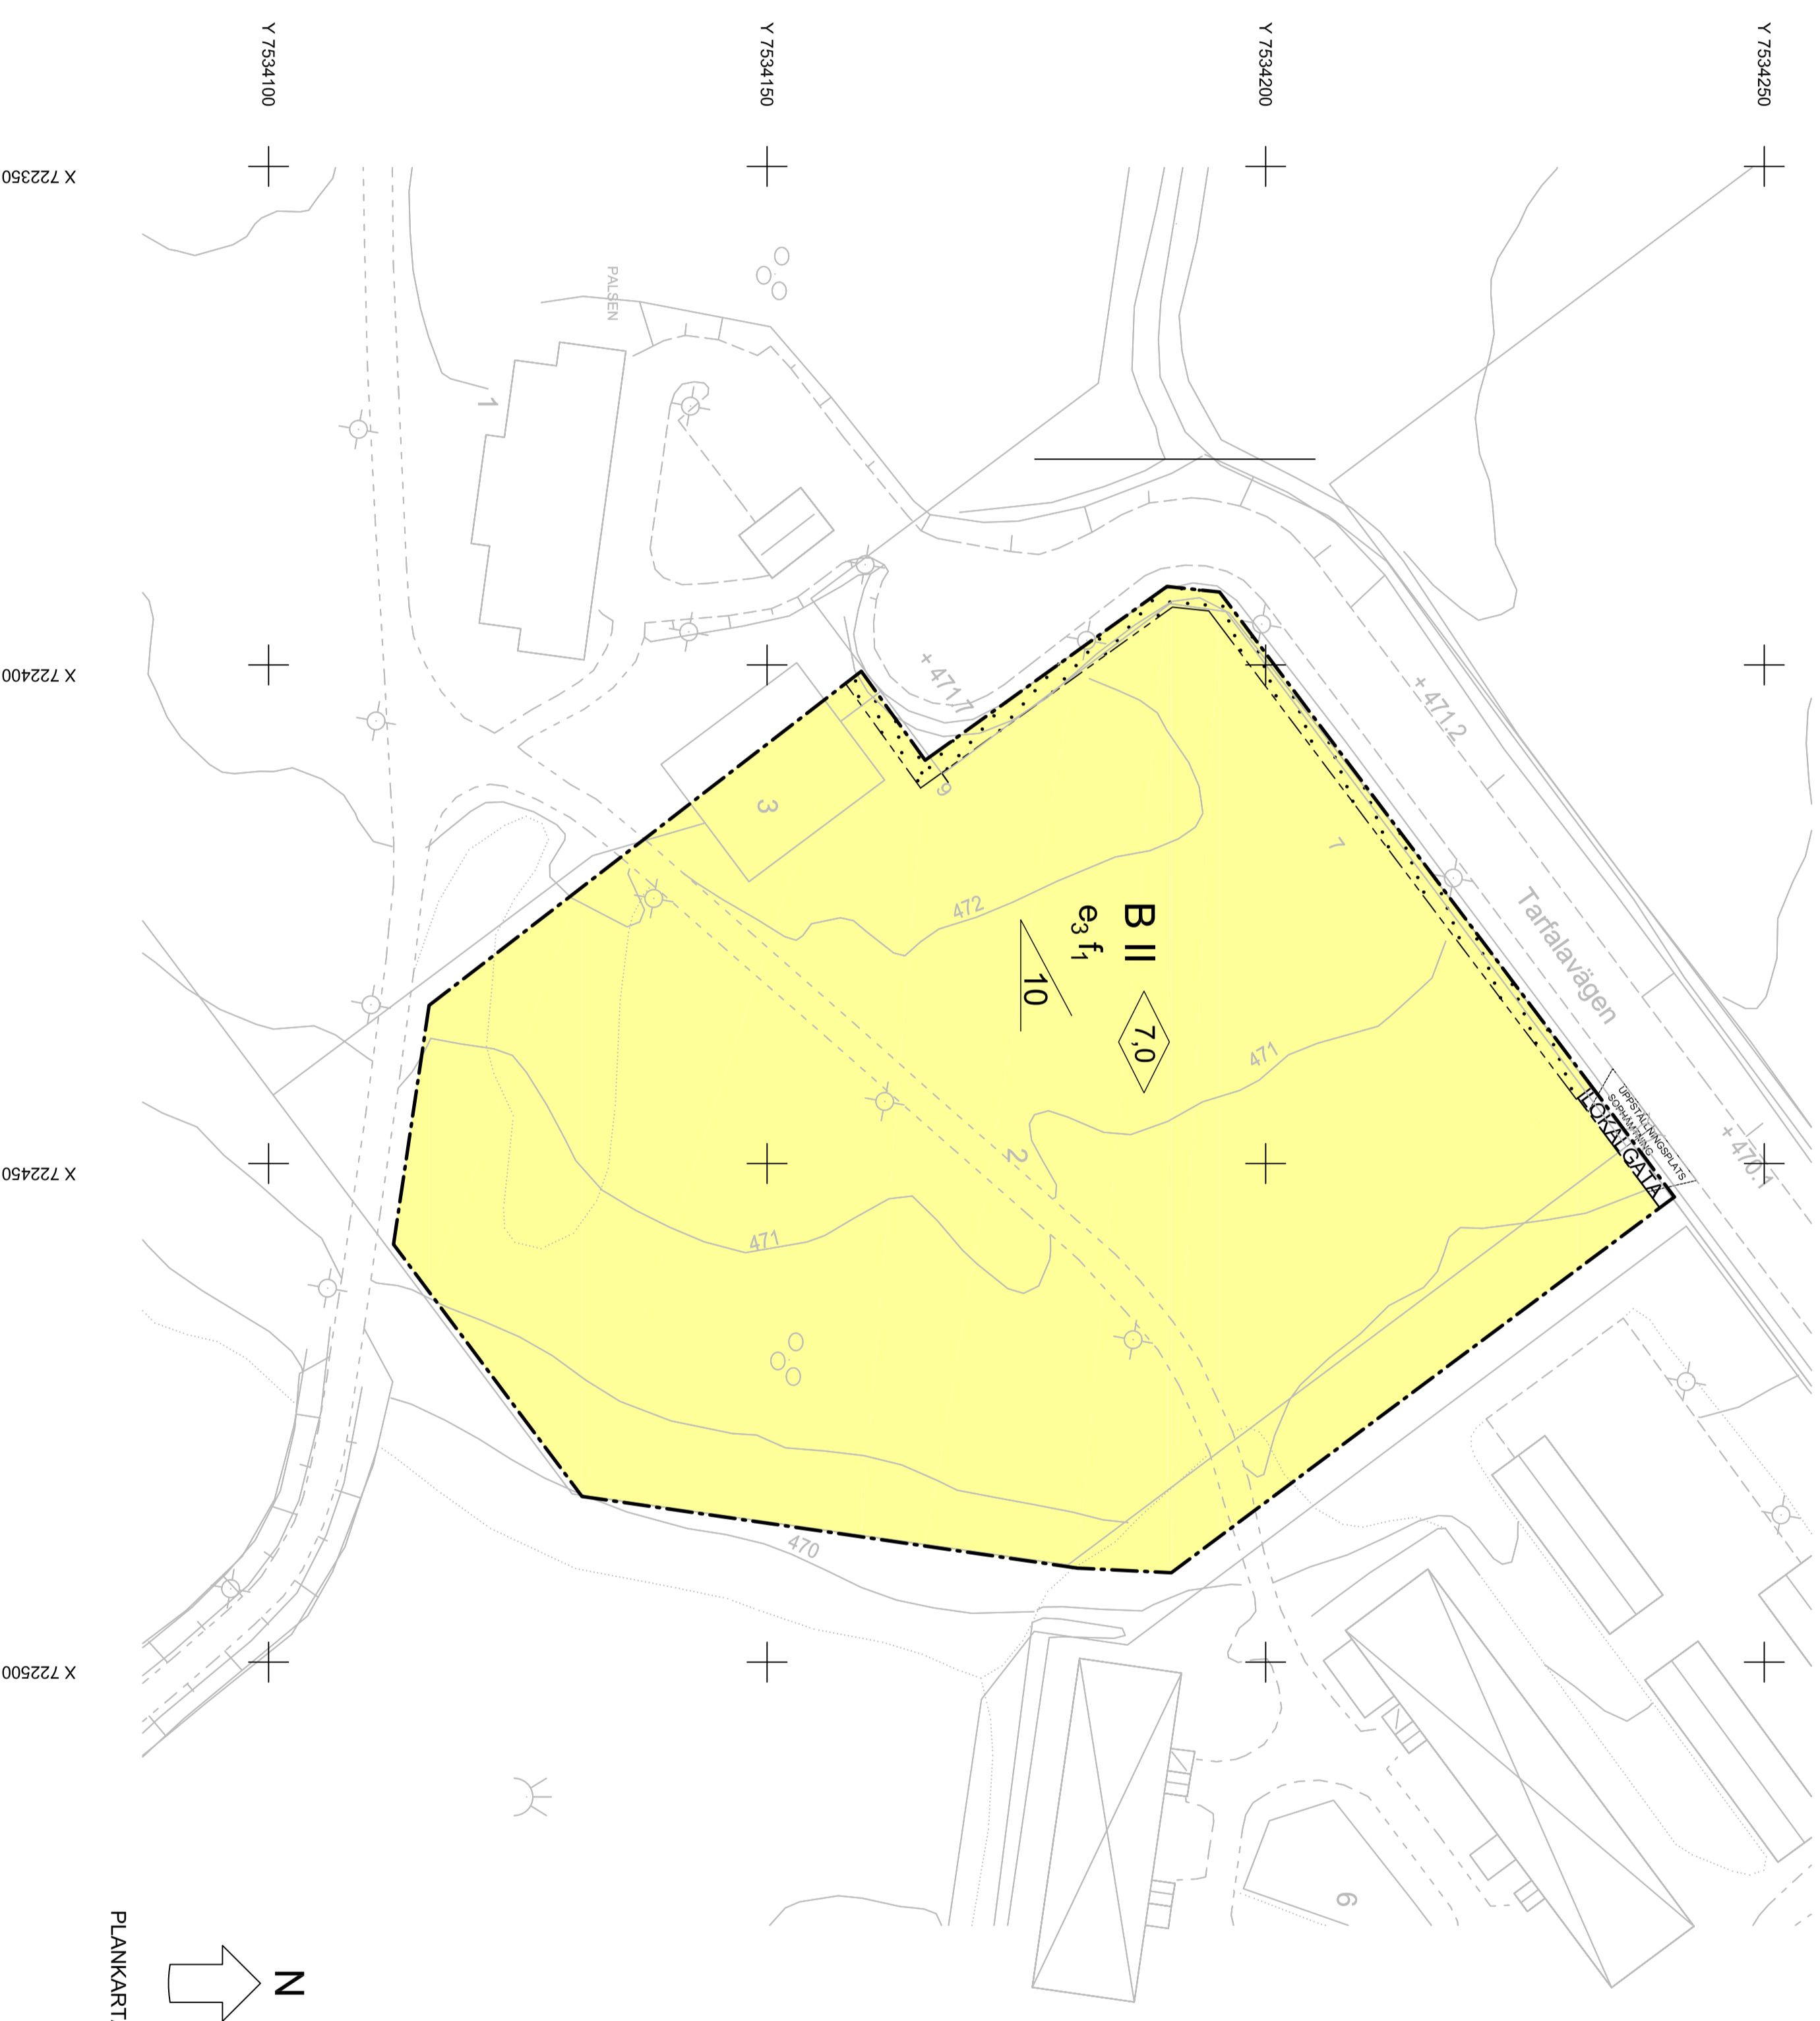 Y 7534100
Y 7534150
Y 7534200
Y 7534250
X 722350
X 722400
X 722450
X 722500
PALSEN
1
+ 471.7
+ 471.2
9
3
7
472
B II
e3 f1
7,0
10
Tarfalavägen
471
UPPSTÄLLNINGSPLATS
SOPHÄMTNING
LOKALGATA
+ 470.1
2
471
470
6
N
PLANKARTA